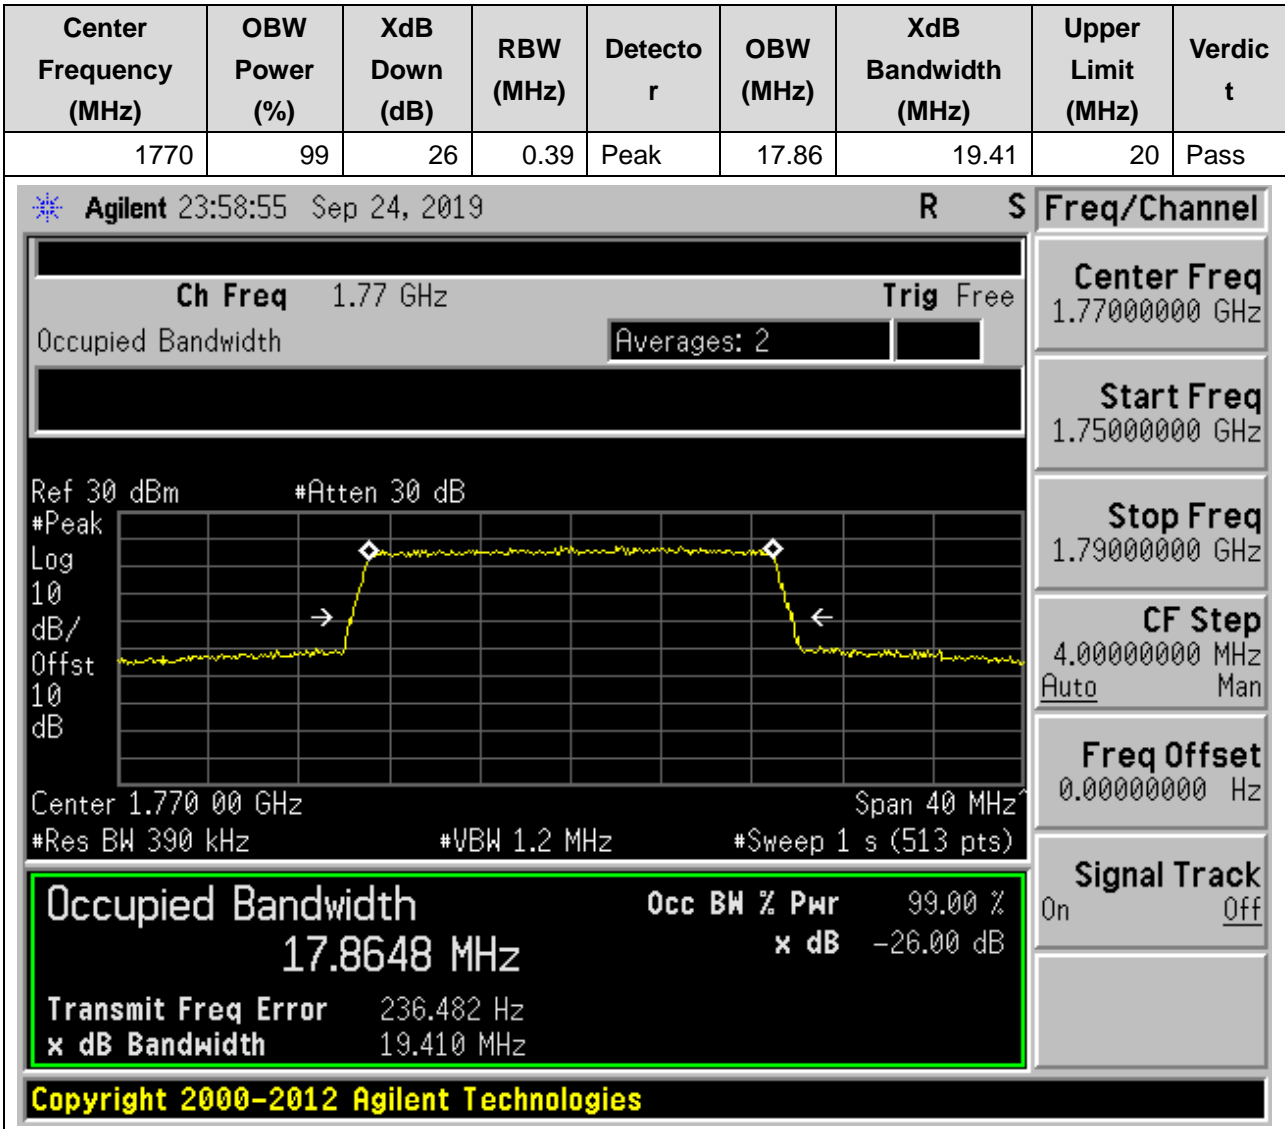 Center Frequency (MHz) OBW Power (%) XdB Down (dB) RBW (MHz) Detecto r OBW (MHz) XdB Bandwidth (MHz) Upper Limit (MHz) Verdic t
1770 99 26 0.39 Peak 17.86 19.41 20 Pass
Agilent 23:58:55 Sep 24, 2019 R S Freq/Channel
Ch Freq 1.77 GHz Trig Free
Occupied Bandwidth Averages: 2
Center Freq
1.77000000 GHz
Start Freq
1.75000000 GHz
Stop Freq
1.79000000 GHz
CF Step
4.00000000 MHz
Auto Man
Freq Offset
0.00000000 Hz
Signal Track
On Off
Ref 30 dBm #Atten 30 dB
#Peak
Log
10
dB/
Offst
10
dB
Center 1.770 00 GHz Span 40 MHz^
#Res BW 390 kHz #VBW 1.2 MHz #Sweep 1 s (513 pts)
Occupied Bandwidth Occ BW % Pwr 99.00 %
17.8648 MHz x dB -26.00 dB
Transmit Freq Error 236.482 Hz
x dB Bandwidth 19.410 MHz
Copyright 2000-2012 Agilent Technologies